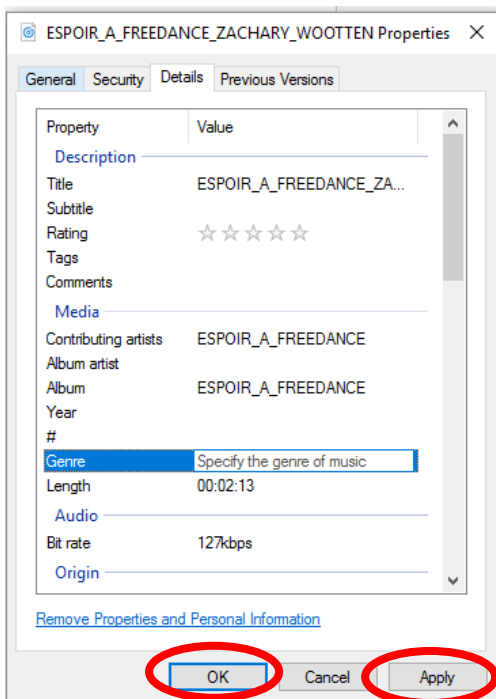 ESPOIR_A_FREEDANCE_ZACHARY_WOOTTEN Properties
General Security Details Previous Versions
Property Value
Description
Title ESPOIR_A_FREEDANCE_ZA...
Subtitle
Rating
Tags
Comments
Media
Contributing artists ESPOIR_A_FREEDANCE
Album artist
Album ESPOIR_A_FREEDANCE
Year
#
Genre Specify the genre of music
Length 00:02:13
Audio
Bit rate 127kbps
Origin
Remove Properties and Personal Information
OK Cancel Apply